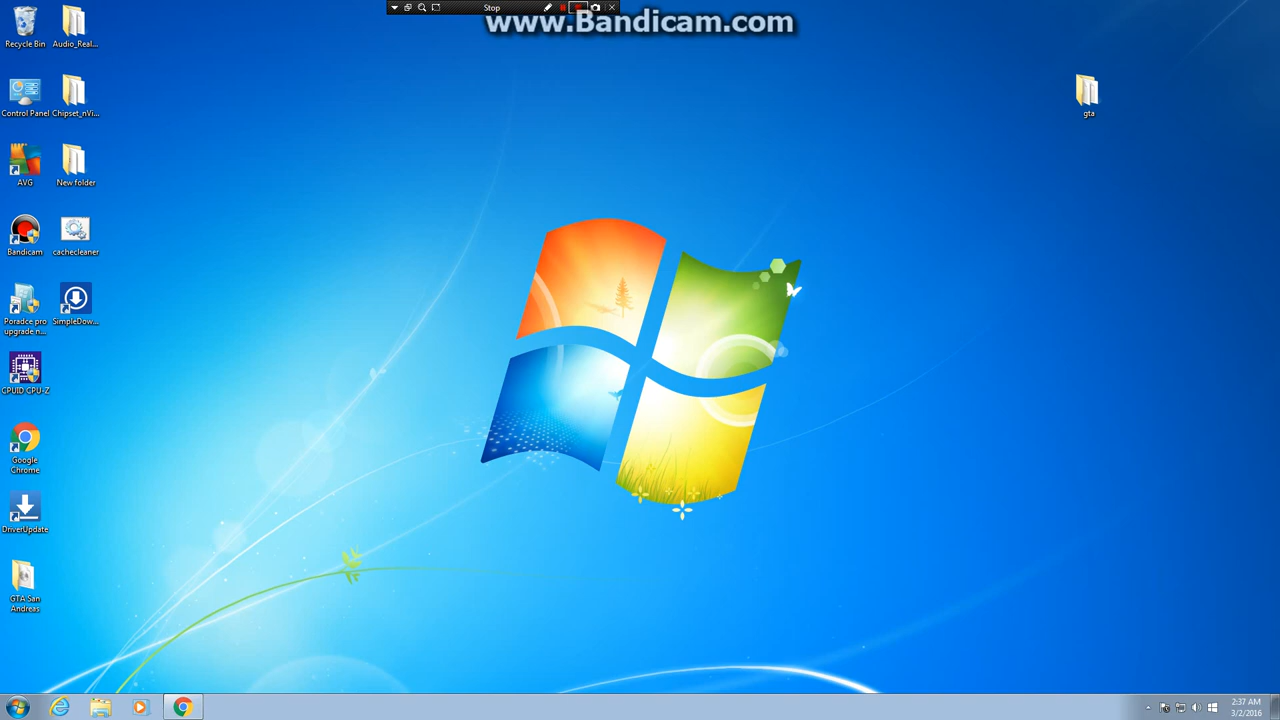 Stop
www.Bandicam.com
Recycle Bin
Audio_Real...
Control Panel
Chipset_nVi...
AVG
New folder
Bandicam
cachecleaner
Poradce pro
upgrade n...
SimpleDow...
CPUID CPU-Z
Google
Chrome
DriverUpdate
GTA San
Andreas
gta
2:37 AM
3/2/2016